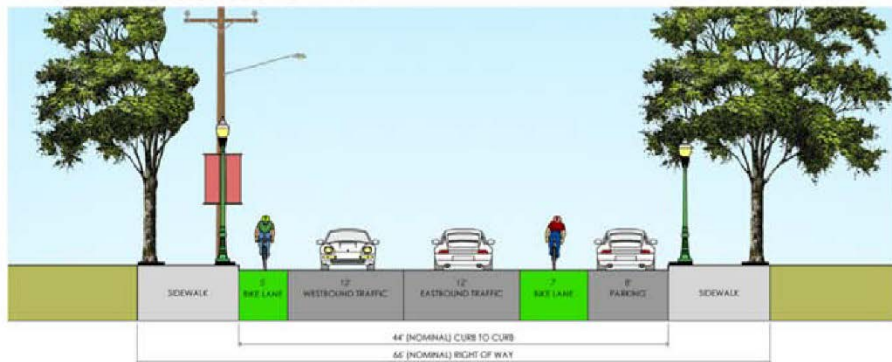 SIDEWALK
5'
BIKE LANE
12'
WESTBOUND TRAFFIC
12'
EASTBOUND TRAFFIC
7'
BIKE LANE
8'
PARKING
SIDEWALK
44' (NOMINAL) CURB TO CURB
66' (NOMINAL) RIGHT OF WAY